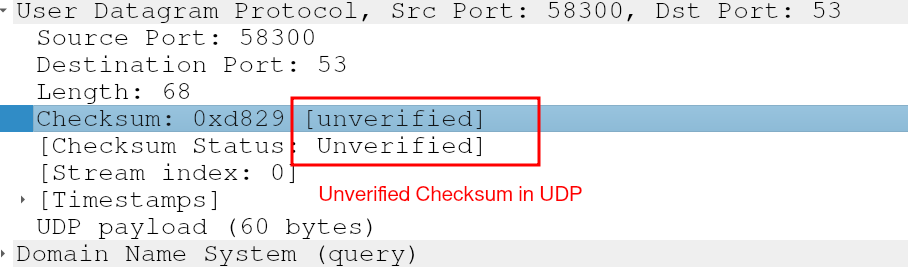 User Datagram Protocol, Src Port: 58300, Dst Port: 53
Source Port: 58300
Destination Port: 53
Length: 68
Checksum: 0xd829 [unverified]
[Checksum Status: Unverified]
[Stream index: 0]
Unverified Checksum in UDP
[Timestamps]
UDP payload (60 bytes)
Domain Name System (query)